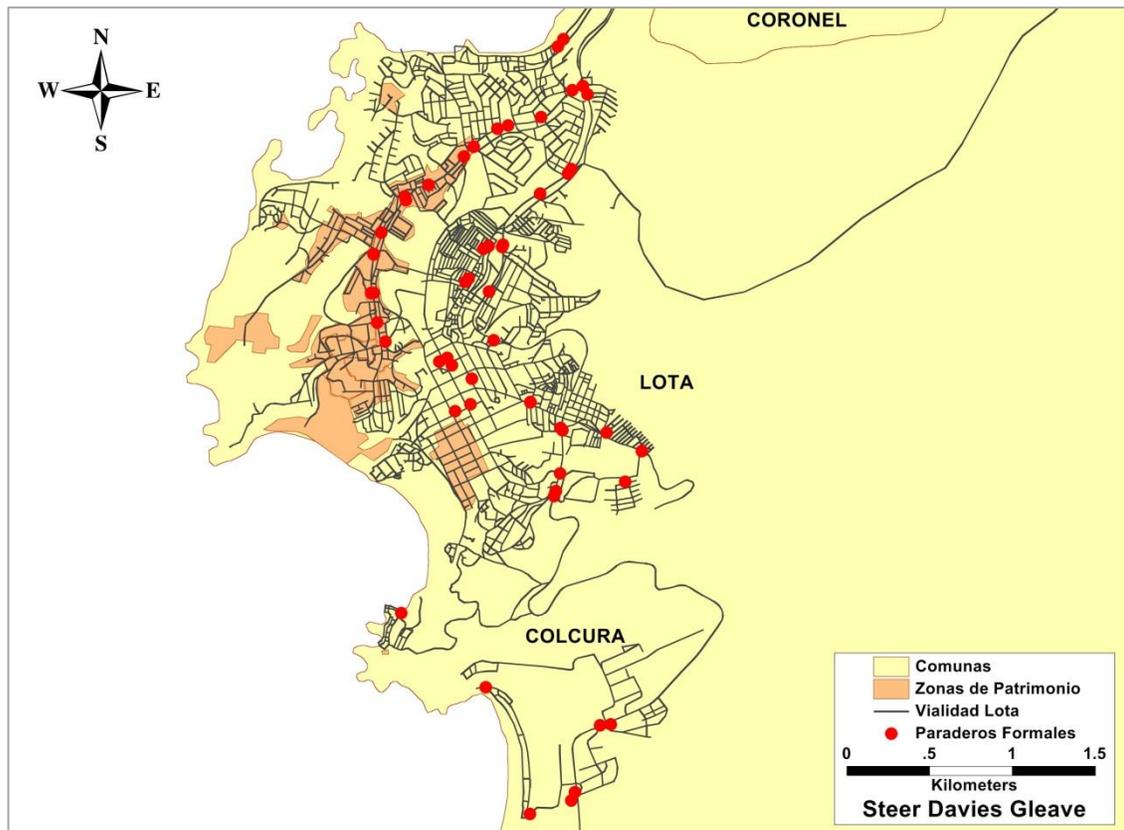 CORONEL
N
W E
S
LOTA
COLCURA
Comunas
Zonas de Patrimonio
Vialidad Lota
Paraderos Formales
0 .5 1 1.5
Kilometers
Steer Davies Gleave